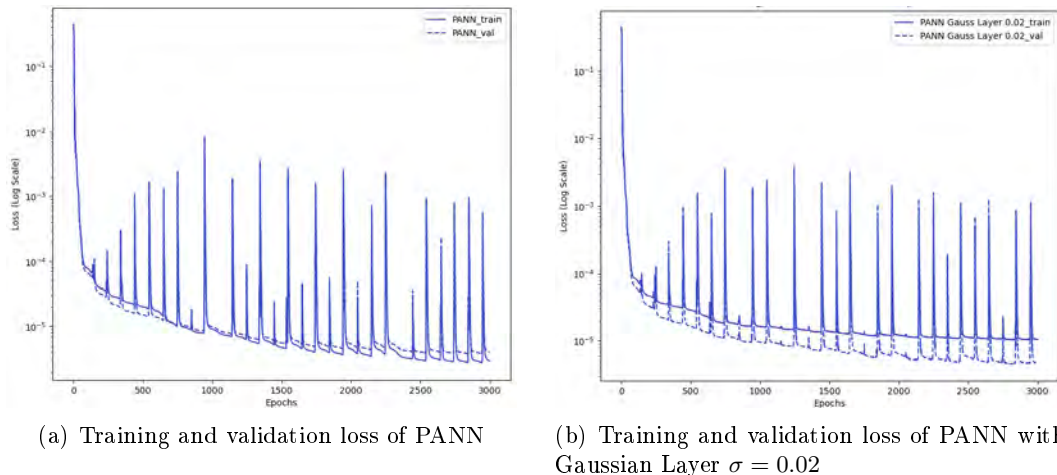 PANN_train
PANN_val
10⁻¹
10⁻²
10⁻³
10⁻⁴
10⁻⁵
Loss (Log Scale)
0 500 1000 1500 2000 2500 3000
Epochs
(a) Training and validation loss of PANN
PANN Gauss Layer 0.02_train
PANN Gauss Layer 0.02_val
10⁻¹
10⁻²
10⁻³
10⁻⁴
10⁻⁵
Loss (Log Scale)
0 500 1000 1500 2000 2500 3000
Epochs
(b) Training and validation loss of PANN with
Gaussian Layer σ = 0.02